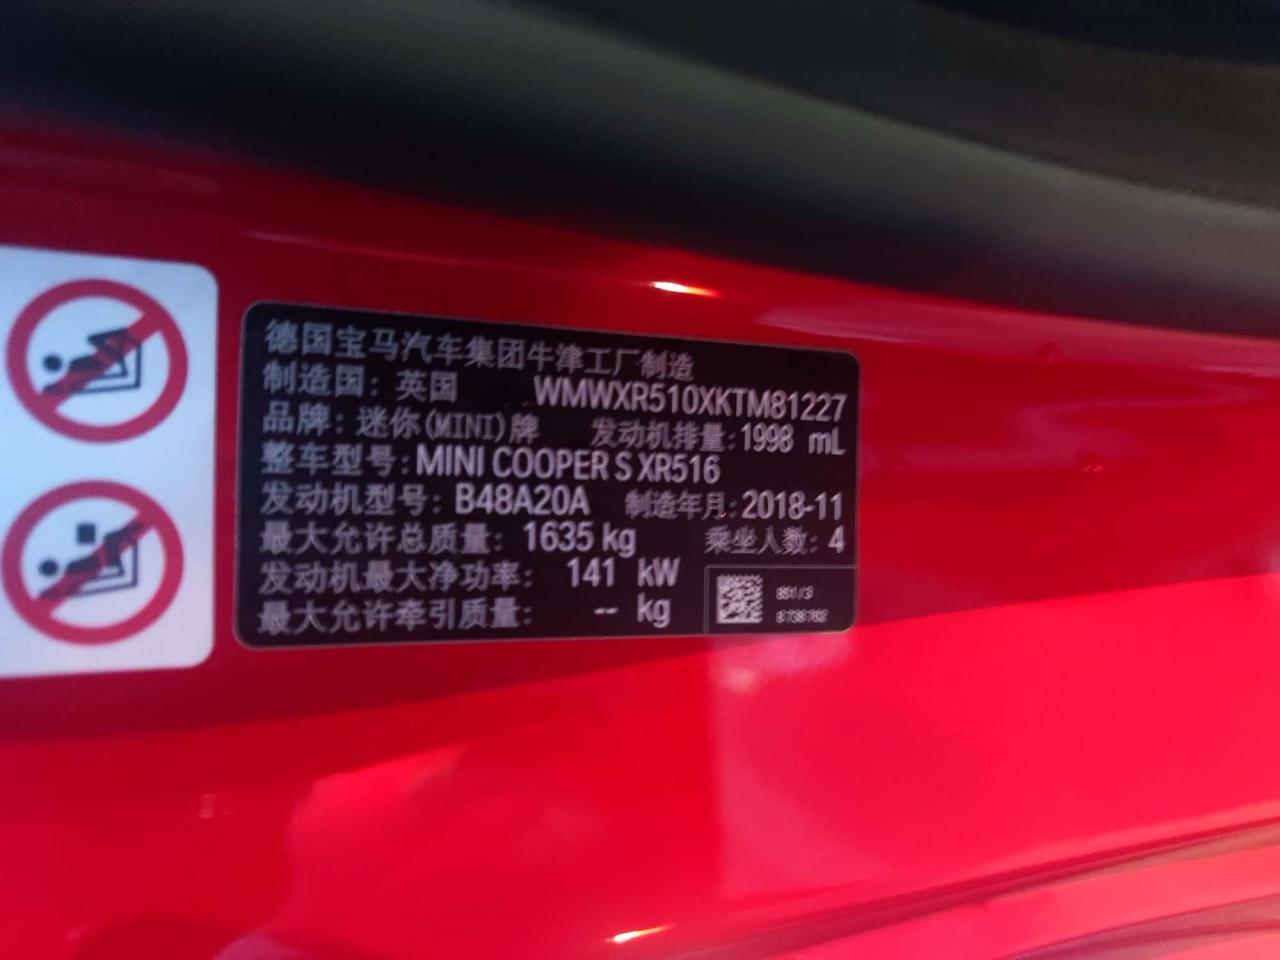 德国宝马汽车集团牛津工厂制造
制造国：英国 WMWXR510XKTM81227
品牌：迷你(MINI)牌 发动机排量：1998 mL
整车型号：MINI COOPER S XR516
发动机型号：B48A20A 制造年月：2018-11
最大允许总质量：1635 kg 乘坐人数：4
发动机最大净功率：141 kW
最大允许牵引质量：-- kg